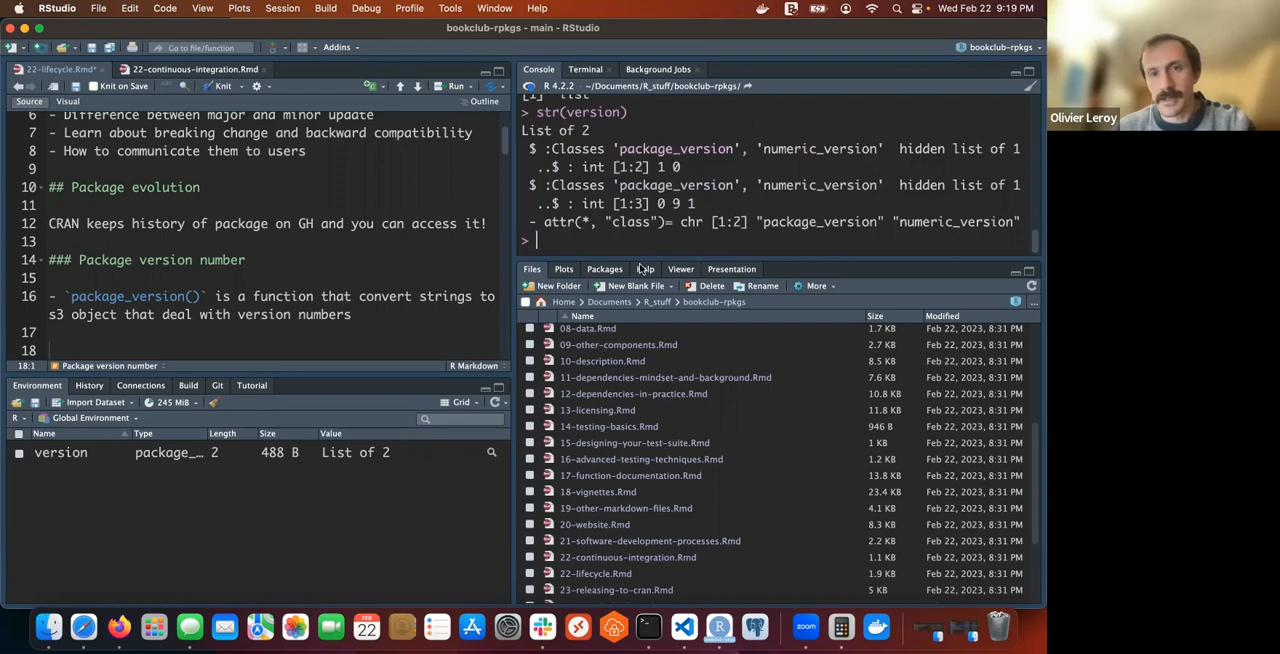 RStudio File Edit Code View Plots Session Build Debug Profile Tools Window Help Wed Feb 22 9:19 PM
bookclub-rpkgs - main - RStudio
Go to file/function Addins bookclub-rpkgs
22-lifecycle.Rmd* 22-continuous-integration.Rmd
Knit on Save Knit Run
Source Visual Outline
6 - Difference between major and minor update
7 - Learn about breaking change and backward compatibility
8 - How to communicate them to users
9
10 ## Package evolution
11
12 CRAN keeps history of package on GH and you can access it!
13
14 ### Package version number
15
16 - `package_version()` is a function that convert strings to
s3 object that deal with version numbers
17
18
18:1 # Package version number R Markdown
Environment History Connections Build Git Tutorial
Import Dataset 245 MiB Grid
R Global Environment
Name Type Length Size Value
version package_... 2 488 B List of 2
Console Terminal Background Jobs
R 4.2.2 · ~/Documents/R_stuff/bookclub-rpkgs/
[1] "list"
> str(version)
List of 2
$ :Classes 'package_version', 'numeric_version'  hidden list of 1
..$ : int [1:2] 1 0
$ :Classes 'package_version', 'numeric_version'  hidden list of 1
..$ : int [1:3] 0 9 1
- attr(*, "class")= chr [1:2] "package_version" "numeric_version"
>
Files Plots Packages Help Viewer Presentation
New Folder New Blank File Delete Rename More
Home Documents R_stuff bookclub-rpkgs ...
Name Size Modified
08-data.Rmd 1.7 KB Feb 22, 2023, 8:31 PM
09-other-components.Rmd 2.7 KB Feb 22, 2023, 8:31 PM
10-description.Rmd 8.5 KB Feb 22, 2023, 8:31 PM
11-dependencies-mindset-and-background.Rmd 7.6 KB Feb 22, 2023, 8:31 PM
12-dependencies-in-practice.Rmd 10.8 KB Feb 22, 2023, 8:31 PM
13-licensing.Rmd 11.8 KB Feb 22, 2023, 8:31 PM
14-testing-basics.Rmd 946 B Feb 22, 2023, 8:31 PM
15-designing-your-test-suite.Rmd 1 KB Feb 22, 2023, 8:31 PM
16-advanced-testing-techniques.Rmd 1.2 KB Feb 22, 2023, 8:31 PM
17-function-documentation.Rmd 13.8 KB Feb 22, 2023, 8:31 PM
18-vignettes.Rmd 23.4 KB Feb 22, 2023, 8:31 PM
19-other-markdown-files.Rmd 4.1 KB Feb 22, 2023, 8:31 PM
20-website.Rmd 8.3 KB Feb 22, 2023, 8:31 PM
21-software-development-processes.Rmd 2.2 KB Feb 22, 2023, 8:31 PM
22-continuous-integration.Rmd 1.1 KB Feb 22, 2023, 8:31 PM
22-lifecycle.Rmd 1.9 KB Feb 22, 2023, 8:31 PM
23-releasing-to-cran.Rmd 5 KB Feb 22, 2023, 8:31 PM
Olivier Leroy
FEB
22
zoom